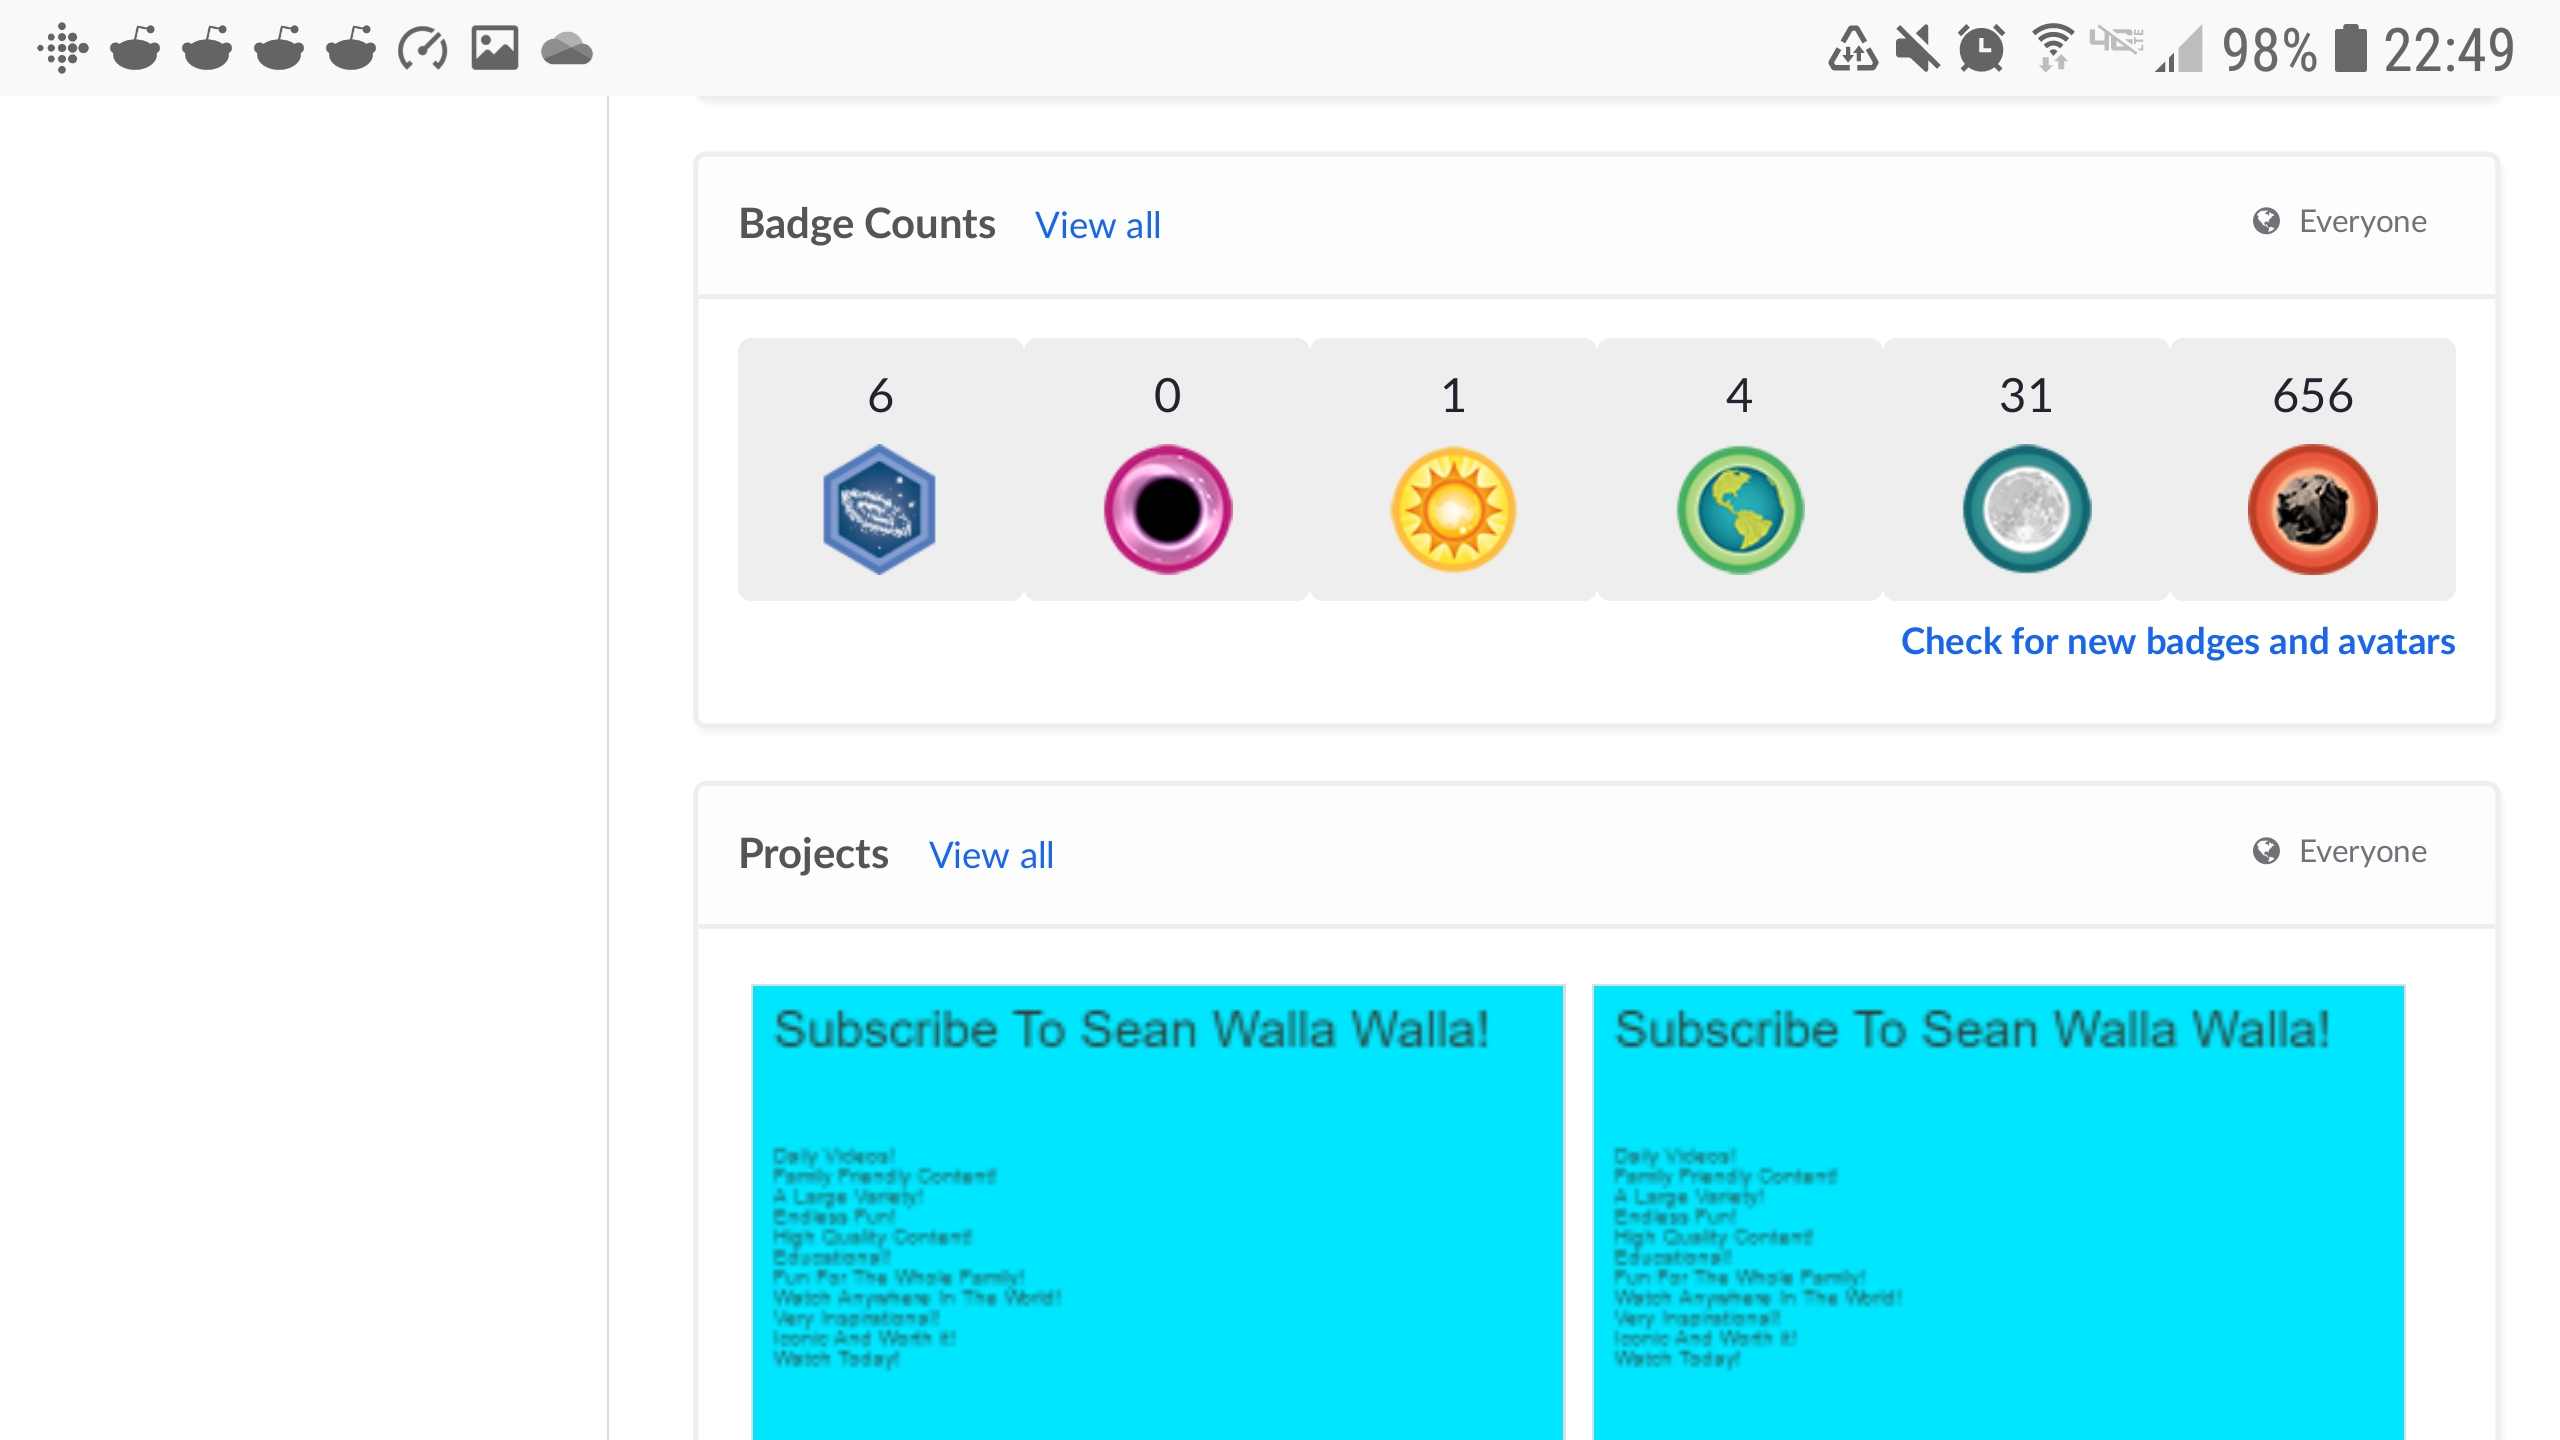 98% 22:49
Badge Counts View all Everyone
6 0 1 4 31 656
Check for new badges and avatars
Projects View all Everyone
Subscribe To Sean Walla Walla!
Daily Videos!
Family Friendly Content!
A Large Variety!
Endless Fun!
High Quality Content!
Educational!
Fun For The Whole Family!
Watch Anywhere In The World!
Very Inspirational!
Iconic And Worth It!
Watch Today!
Subscribe To Sean Walla Walla!
Daily Videos!
Family Friendly Content!
A Large Variety!
Endless Fun!
High Quality Content!
Educational!
Fun For The Whole Family!
Watch Anywhere In The World!
Very Inspirational!
Iconic And Worth It!
Watch Today!